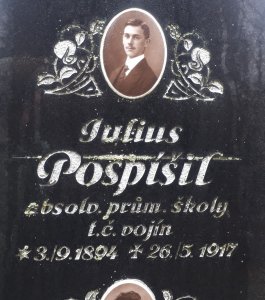 Julius
Pospíšil
absolv. prům. školy
t.č. vojín
* 3./9. 1894 + 26./5. 1917